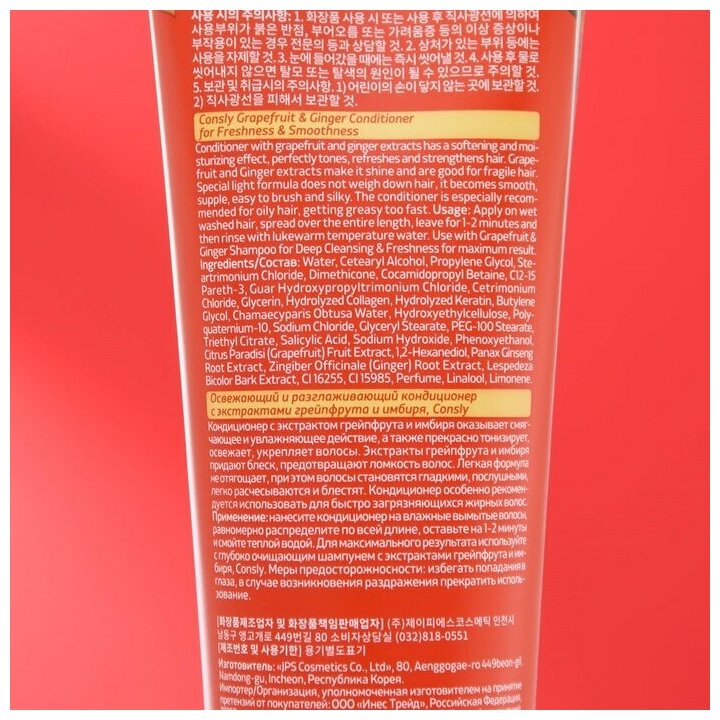 사용 시의 주의사항: 1. 화장품 사용 시 또는 사용 후 직사광선에 의하여
사용부위가 붉은 반점, 부어오름 또는 가려움증 등의 이상 증상이나
부작용이 있는 경우 전문의 등과 상담할 것. 2. 상처가 있는 부위 등에는
사용을 자제할 것. 3. 눈에 들어갔을 때에는 즉시 씻어낼 것. 4. 사용 후 물로
씻어내지 않으면 탈모 또는 탈색의 원인이 될 수 있으므로 주의할 것.
5. 보관 및 취급시의 주의사항. 1) 어린이의 손이 닿지 않는 곳에 보관할 것.
2) 직사광선을 피해서 보관할 것.
Consly Grapefruit & Ginger Conditioner
for Freshness & Smoothness
Conditioner with grapefruit and ginger extracts has a softening and moi-
sturizing effect, perfectly tones, refreshes and strengthens hair. Grape-
fruit and Ginger extracts make it shine and are good for fragile hair.
Special light formula does not weigh down hair, it becomes smooth,
supple, easy to brush and silky. The conditioner is especially recom-
mended for oily hair, getting greasy too fast. Usage: Apply on wet
washed hair, spread over the entire length, leave for 1-2 minutes and
then rinse with lukewarm temperature water. Use with Grapefruit &
Ginger Shampoo for Deep Cleansing & Freshness for maximum result.
Ingredients/Состав: Water, Cetearyl Alcohol, Propylene Glycol, Ste-
artrimonium Chloride, Dimethicone, Cocamidopropyl Betaine, C12-15
Pareth-3, Guar Hydroxypropyltrimonium Chloride, Cetrimonium
Chloride, Glycerin, Hydrolyzed Collagen, Hydrolyzed Keratin, Butylene
Glycol, Chamaecyparis Obtusa Water, Hydroxyethylcellulose, Poly-
quaternium-10, Sodium Chloride, Glyceryl Stearate, PEG-100 Stearate,
Triethyl Citrate, Salicylic Acid, Sodium Hydroxide, Phenoxyethanol,
Citrus Paradisi (Grapefruit) Fruit Extract, 1,2-Hexanediol, Panax Ginseng
Root Extract, Zingiber Officinale (Ginger) Root Extract, Lespedeza
Bicolor Bark Extract, CI 16255, CI 15985, Perfume, Linalool, Limonene.
Освежающий и разглаживающий кондиционер
с экстрактами грейпфрута и имбиря, Consly
Кондиционер с экстрактом грейпфрута и имбиря оказывает смяг-
чающее и увлажняющее действие, а также прекрасно тонизирует,
освежает, укрепляет волосы. Экстракты грейпфрута и имбиря
придают блеск, предотвращают ломкость волос. Легкая формула
не отягощает, при этом волосы становятся гладкими, послушными,
легко расчесываются и блестят. Кондиционер особенно рекомен-
дуется использовать для быстро загрязняющихся жирных волос.
Применение: нанесите кондиционер на влажные вымытые волосы,
равномерно распределите по всей длине, оставьте на 1-2 минуты
и смойте теплой водой. Для максимального результата используйте
с глубоко очищающим шампунем с экстрактами грейпфрута и им-
биря, Consly. Меры предосторожности: избегать попадания в
глаза, в случае возникновения раздражения прекратить исполь-
зование.
[화장품제조업자 및 화장품책임판매업자] (주)제이피에스코스메틱 인천시
남동구 앵고개로 449번길 80 소비자상담실 (032)818-0551
[제조번호 및 사용기한] 용기별도표기
Изготовитель: «JPS Cosmetics Co., Ltd», 80, Aenggogae-ro 449beon-gil,
Namdong-gu, Incheon, Республика Корея.
Импортер/Организация, уполномоченная изготовителем на принятие
претензий от покупателей: ООО «Инес Трейд», Российская Федерация,